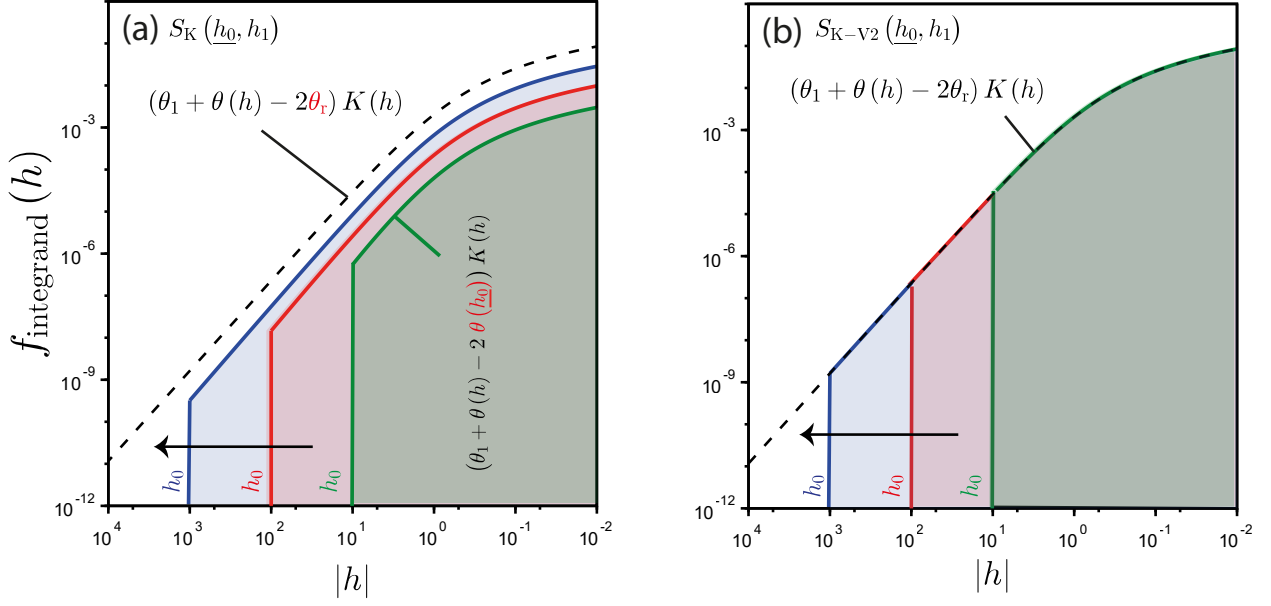 (a) S_K (h_0, h_1)
(θ_1 + θ (h) − 2θ_r) K (h)
f_integrand (h)
10^-3
10^-6
10^-9
10^-12
(θ_1 + θ (h) − 2 θ (h_0)) K (h)
h_0
h_0
h_0
10^4
10^3
10^2
10^1
10^0
10^-1
10^-2
|h|
(b) S_K−V2 (h_0, h_1)
(θ_1 + θ (h) − 2θ_r) K (h)
10^-3
10^-6
10^-9
10^-12
h_0
h_0
h_0
10^4
10^3
10^2
10^1
10^0
10^-1
10^-2
|h|